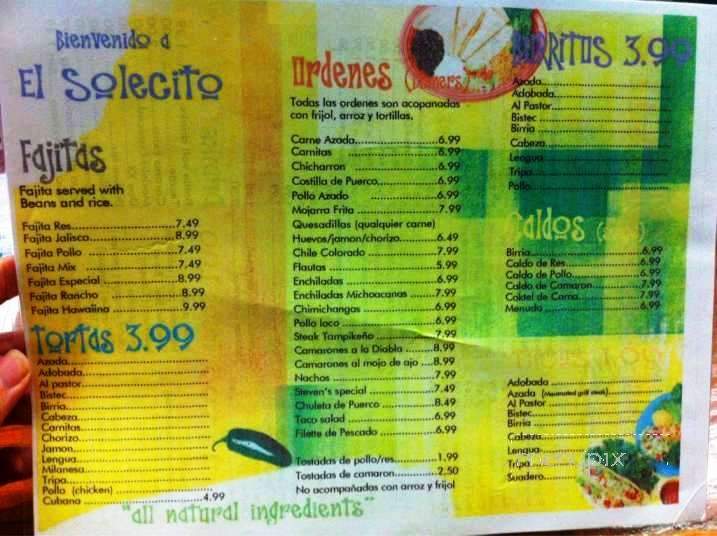 Bienvenido a
El Solecito
Fajitas
Fajita served with
Beans and rice.
Fajita Res 7.49
Fajita Jalisco 8.99
Fajita Pollo 7.49
Fajita Mix 7.49
Fajita Especial 8.99
Fajita Rancho 8.99
Fajita Hawaiina 9.99
Tortas 3.99
Azada
Adobada
Al pastor
Bistec
Birria
Cabeza
Carnitas
Chorizo
Jamon
Lengua
Milanesa
Tripa
Pollo (chicken)
Cubana 4.99
"all natural ingredients"
Ordenes (Dinners)
Todas las ordenes son acopanadas
con frijol, arroz y tortillas.
Carne Azada 6.99
Carnitas 6.99
Chicharron 6.99
Costilla de Puerco 6.99
Pollo Azado 6.99
Mojarra Frita 7.99
Quesadillas (qualquier carne)
Huevos/jamon/chorizo 6.49
Chile Colorado 7.99
Flautas 5.99
Enchiladas 6.99
Enchiladas Michoacanas 7.99
Chimichangas 6.99
Pollo loco 6.99
Steak Tampikeño 7.99
Camarones a la Diabla 8.99
Camarones al mojo de ajo 8.99
Nachos 7.99
Steven's special 7.49
Chuleta de Puerco 8.49
Taco salad 6.99
Filette de Pescado 6.99
Tostadas de pollo/res 1.99
Tostadas de camaron 2.50
No acompañadas con arroz y frijol
BURRITOS 3.99
Azada
Adobada
Al Pastor
Bistec
Birria
Cabeza
Lengua
Tripa
Pollo
Caldos
Birria 6.99
Caldo de Res 6.99
Caldo de Pollo 6.99
Caldo de Camaron 7.99
Coktel de Cama 7.99
Menudo 6.99
Adobada
Azada (Marinated grill steak)
Al Pastor
Bistec
Birria
Cabeza
Lengua
Tripa
Suadero